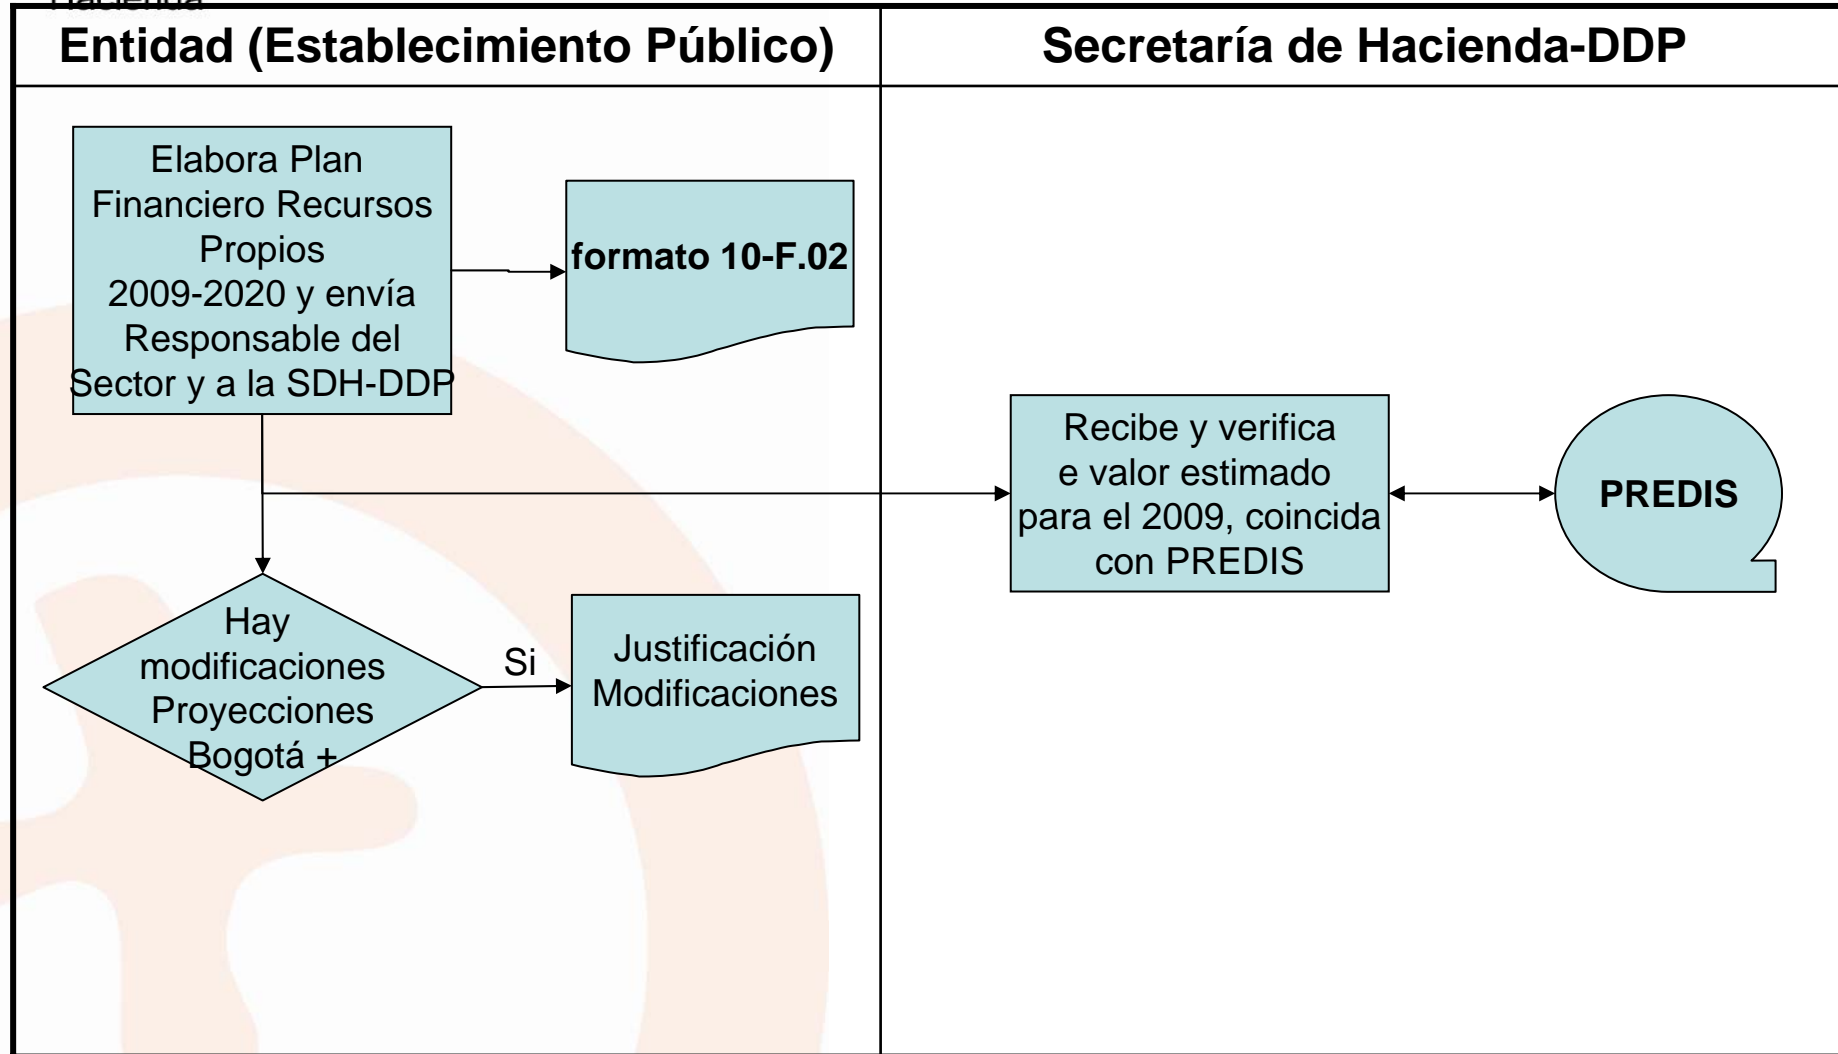 Hacienda
Entidad (Establecimiento Público)
Secretaría de Hacienda-DDP
Elabora Plan
Financiero Recursos
Propios
2009-2020 y envía
Responsable del
Sector y a la SDH-DDP
formato 10-F.02
Recibe y verifica
e valor estimado
para el 2009, coincida
con PREDIS
PREDIS
Hay
modificaciones
Proyecciones
Bogotá +
Si
Justificación
Modificaciones